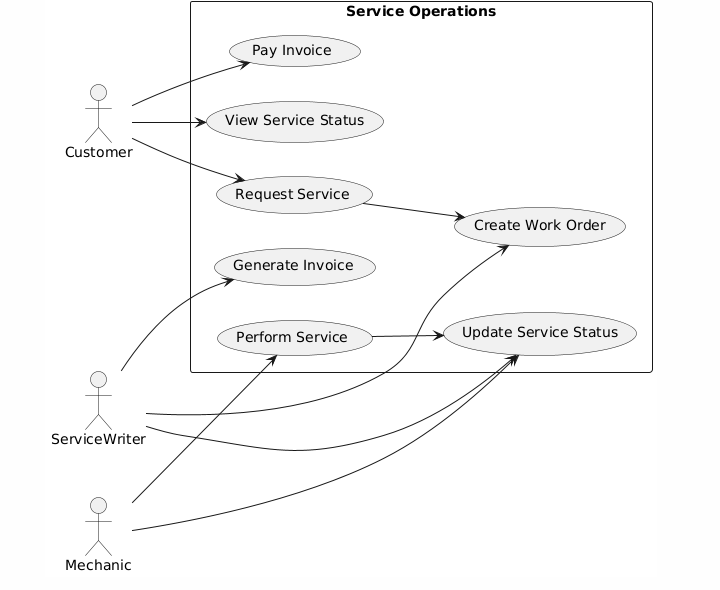 Service Operations
Pay Invoice
View Service Status
Customer
Request Service
Create Work Order
Generate Invoice
Perform Service
Update Service Status
ServiceWriter
Mechanic